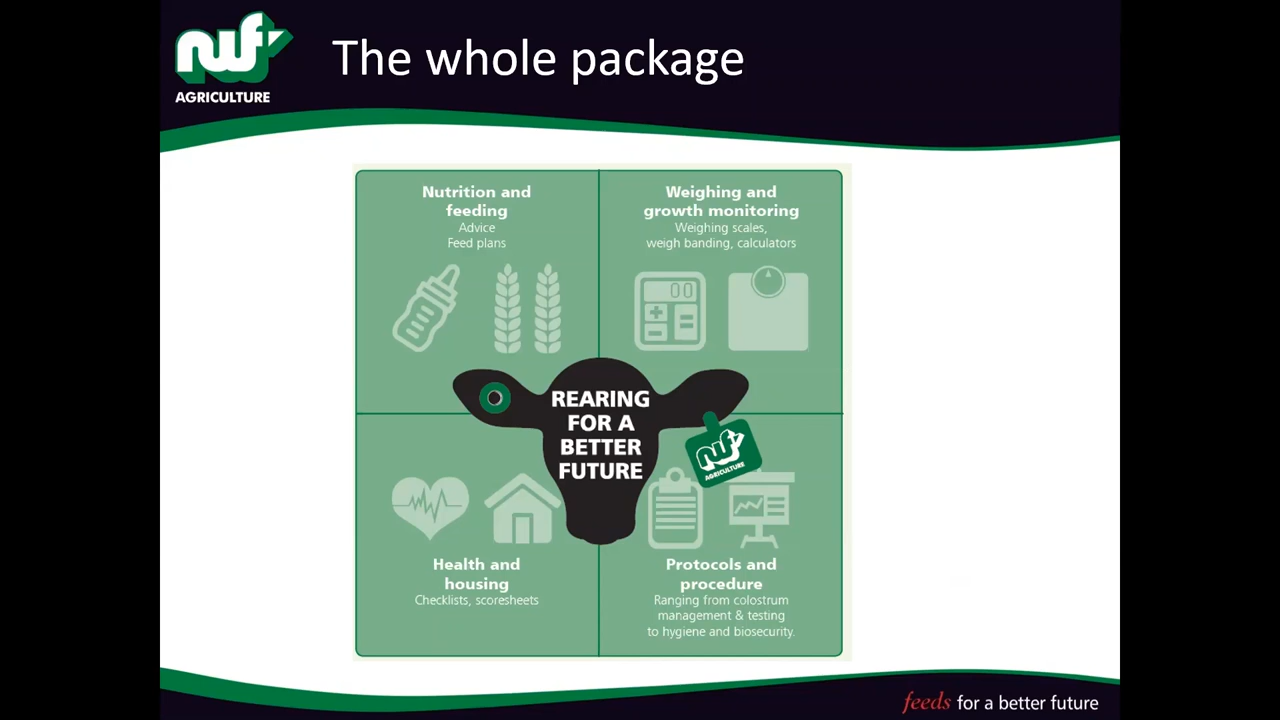 nwf
AGRICULTURE
The whole package
Nutrition and
feeding
Advice
Feed plans
Weighing and
growth monitoring
Weighing scales,
weigh banding, calculators
00
REARING
FOR A
BETTER
FUTURE
nwf
AGRICULTURE
Health and
housing
Checklists, scoresheets
Protocols and
procedure
Ranging from colostrum
management & testing
to hygiene and biosecurity.
feeds for a better future